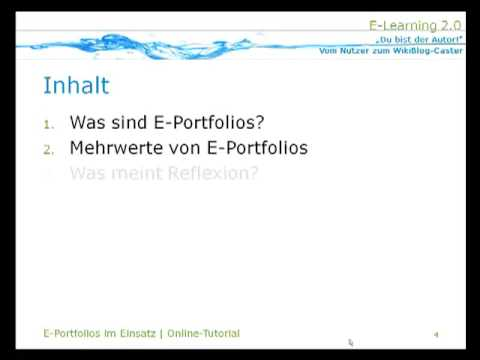 E-Learning 2.0
„Du bist der Autor!"
Vom Nutzer zum WikiBlog-Caster
Inhalt
1. Was sind E-Portfolios?
2. Mehrwerte von E-Portfolios
3. Was meint Reflexion?
E-Portfolios im Einsatz | Online-Tutorial
4